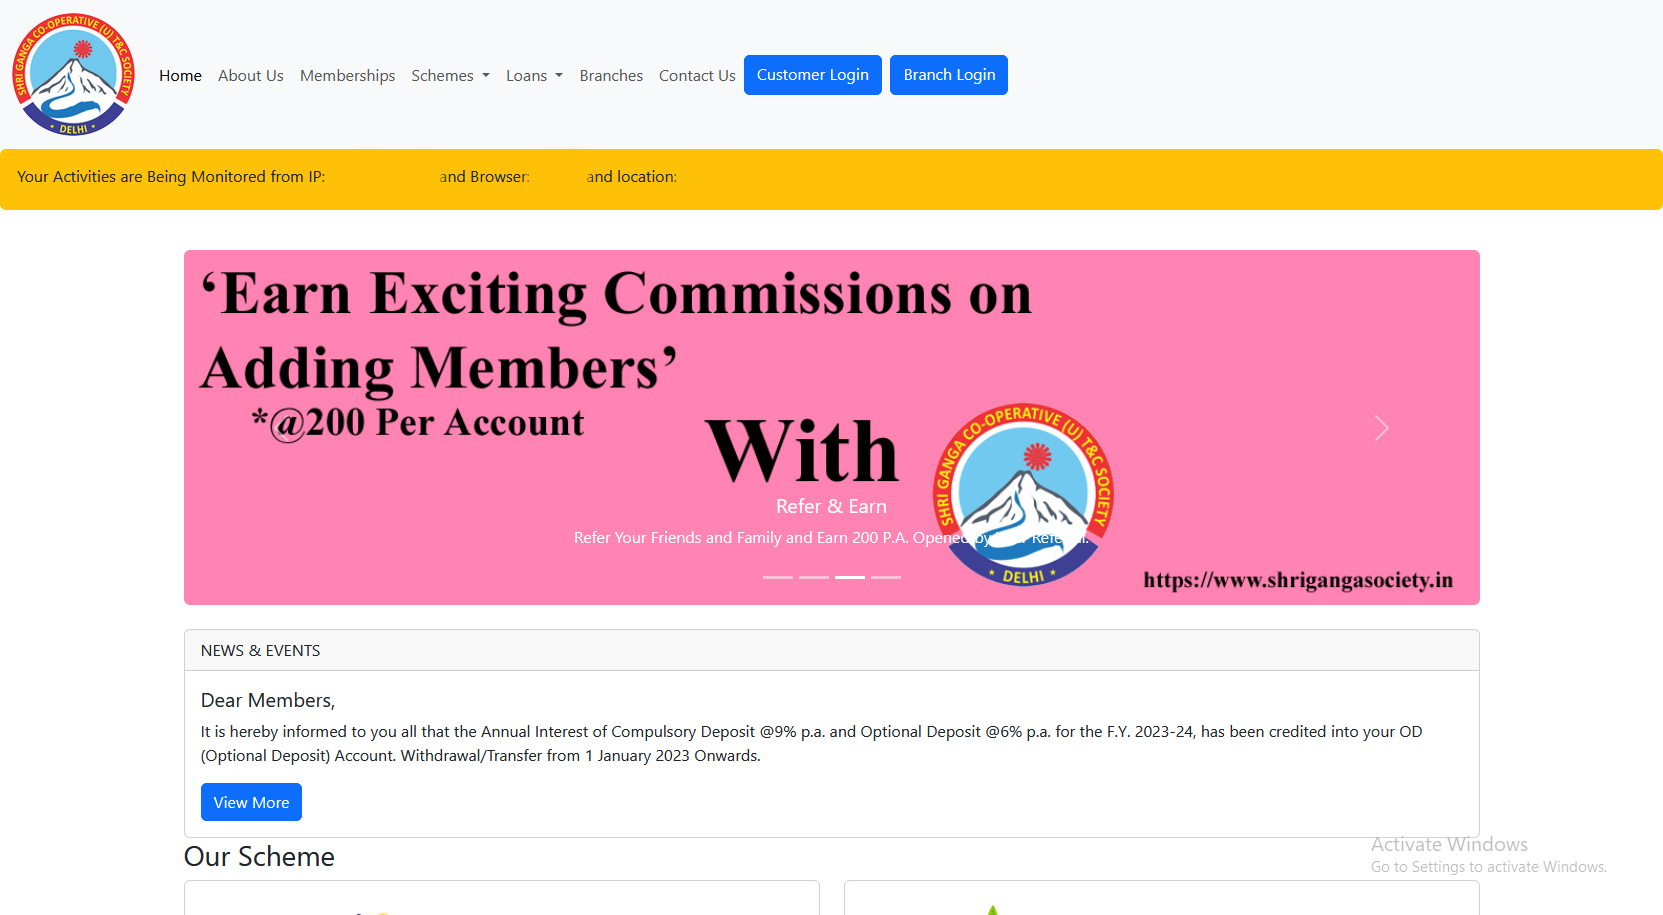 SHRI GANGA CO-OPERATIVE (U) T&C SOCIETY
* DELHI *
Home About Us Memberships Schemes Loans Branches Contact Us Customer Login Branch Login
Your Activities are Being Monitored from IP: and Browser: and location:
‘Earn Exciting Commissions on
Adding Members’
*@200 Per Account
With
SHRI GANGA CO-OPERATIVE (U) T&C SOCIETY
* DELHI *
Refer & Earn
Refer Your Friends and Family and Earn 200 P.A. Opened by Your Referral.
https://www.shrigangasociety.in
NEWS & EVENTS
Dear Members,
It is hereby informed to you all that the Annual Interest of Compulsory Deposit @9% p.a. and Optional Deposit @6% p.a. for the F.Y. 2023-24, has been credited into your OD
(Optional Deposit) Account. Withdrawal/Transfer from 1 January 2023 Onwards.
View More
Our Scheme
Activate Windows
Go to Settings to activate Windows.